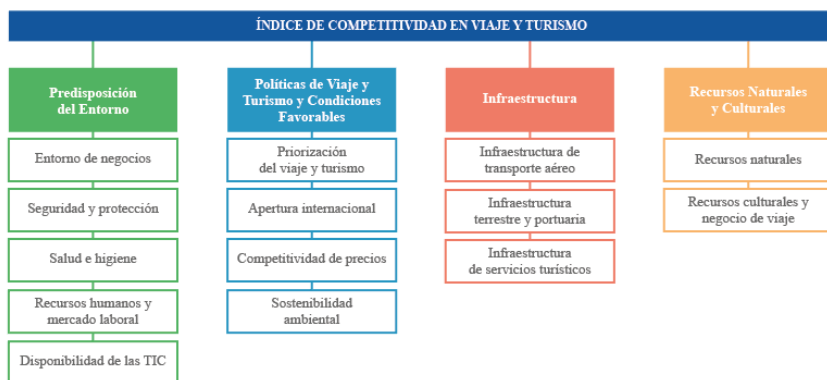 ÍNDICE DE COMPETITIVIDAD EN VIAJE Y TURISMO
Predisposición
del Entorno
Entorno de negocios
Seguridad y protección
Salud e higiene
Recursos humanos y
mercado laboral
Disponibilidad de las TIC
Políticas de Viaje y
Turismo y Condiciones
Favorables
Priorización
del viaje y turismo
Apertura internacional
Competitividad de precios
Sostenibilidad
ambiental
Infraestructura
Infraestructura de
transporte aéreo
Infraestructura
terrestre y portuaria
Infraestructura
de servicios turísticos
Recursos Naturales
y Culturales
Recursos naturales
Recursos culturales y
negocio de viaje